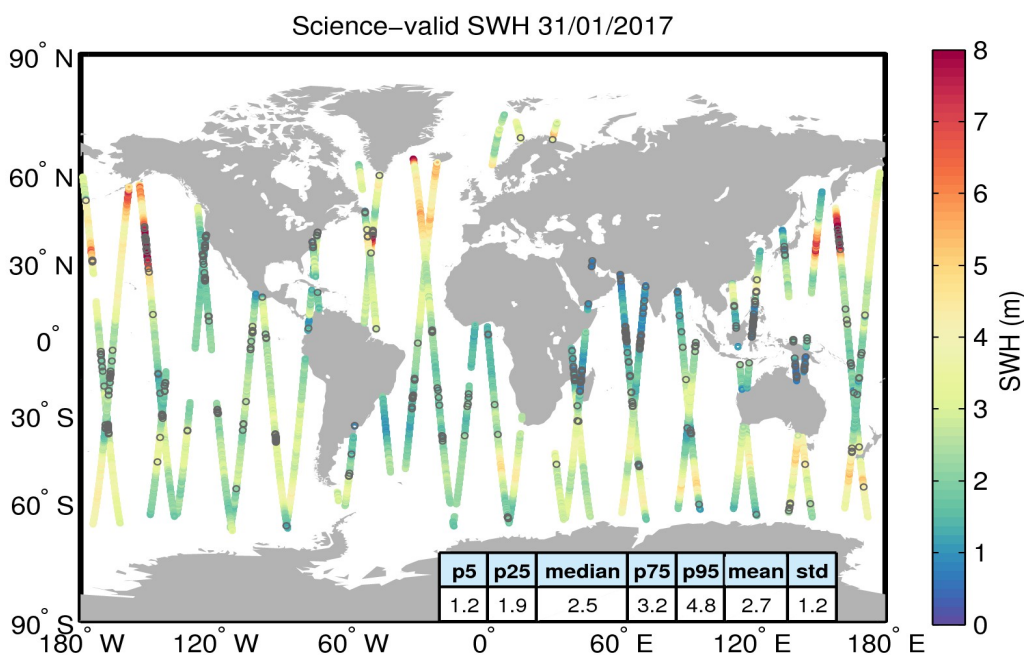 Science−valid SWH 31/01/2017
90° N
60° N
30° N
0°
30° S
60° S
90° S
180° W
120° W
60° W
0°
60° E
120° E
180° E
p5 p25 median p75 p95 mean std
1.2 1.9 2.5 3.2 4.8 2.7 1.2
8
7
6
5
4
3
2
1
0
SWH (m)